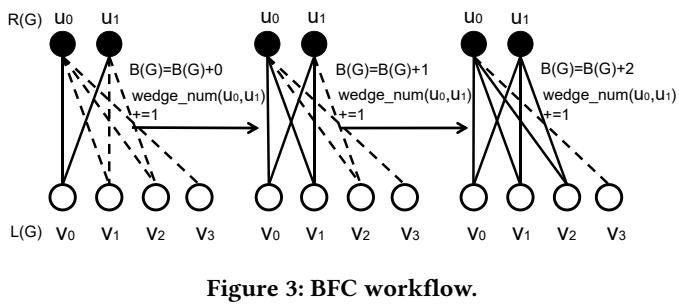 R(G) u₀ u₁ u₀ u₁ u₀ u₁
B(G)=B(G)+0 B(G)=B(G)+1 B(G)=B(G)+2
wedge_num(u₀,u₁) wedge_num(u₀,u₁) wedge_num(u₀,u₁)
+=1 +=1 +=1
L(G) v₀ v₁ v₂ v₃ v₀ v₁ v₂ v₃ v₀ v₁ v₂ v₃
Figure 3: BFC workflow.